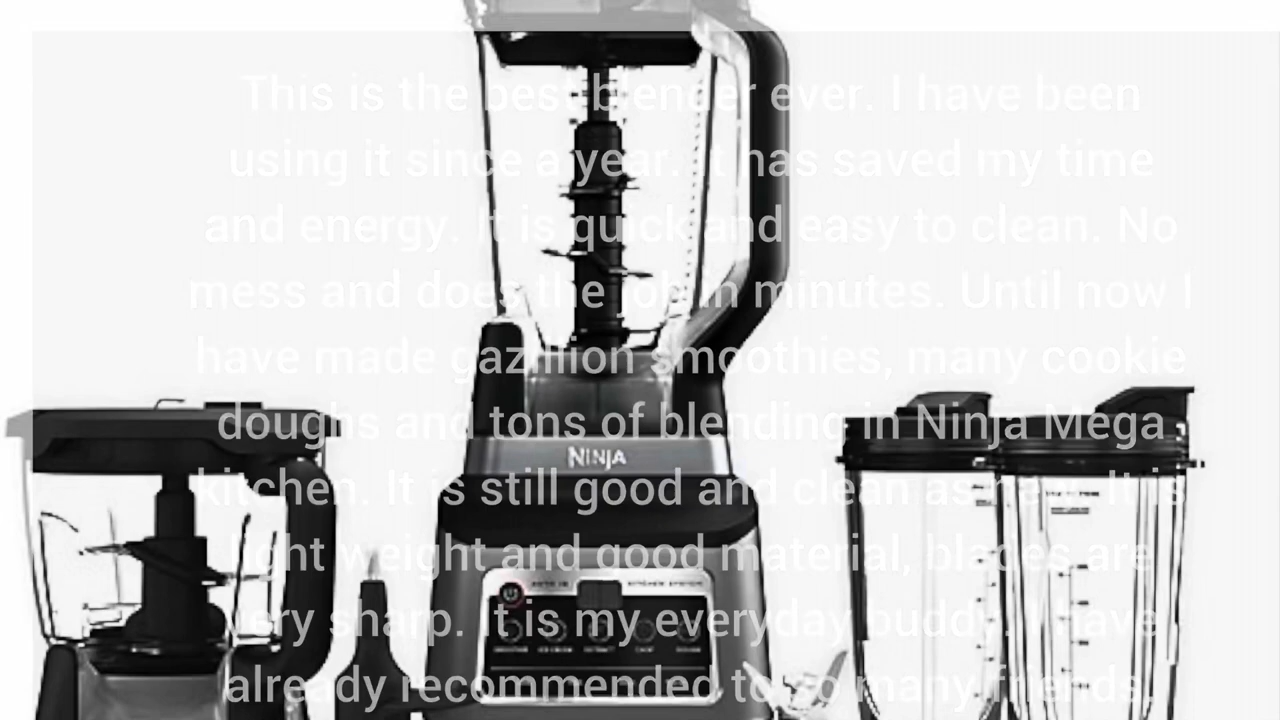 This is the best blender ever. I have been
using it since a year. It has saved my time
and energy. It is quick and easy to clean. No
mess and does the job in minutes. Until now I
have made gazillion smoothies, many cookie
doughs and tons of blending in Ninja Mega
NINJA
kitchen. It is still good and clean as new. It is
light weight and good material, blades are
very sharp. It is my everyday buddy. I have
already recommended to so many friends.